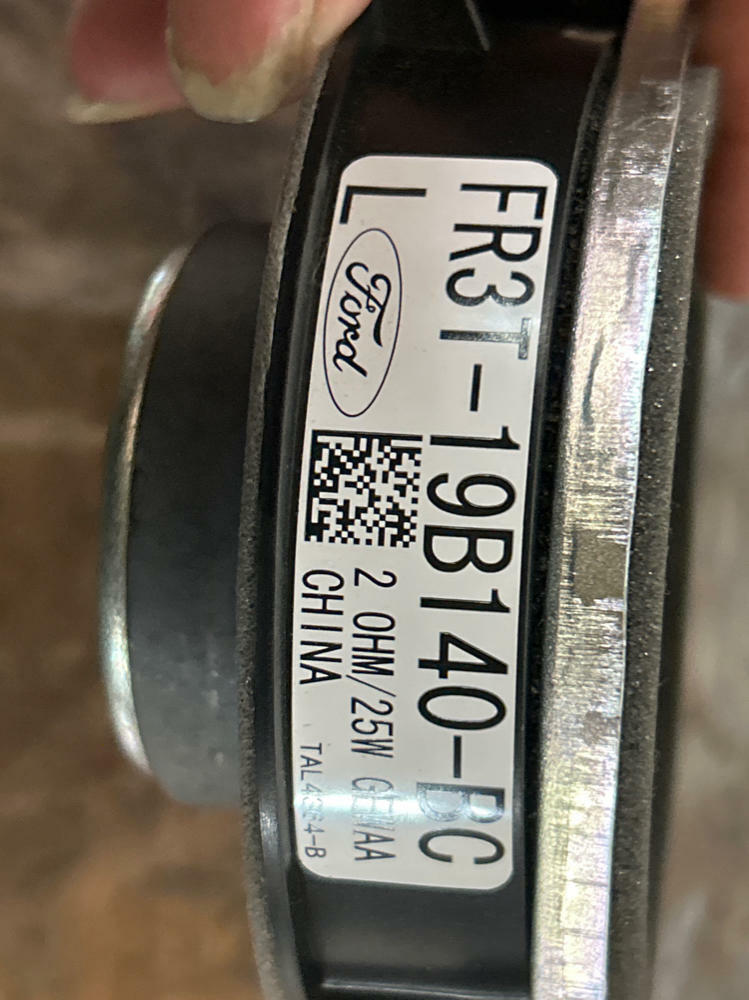 FR3T-19B140-BC
L Ford 2 OHM/25W
CHINA